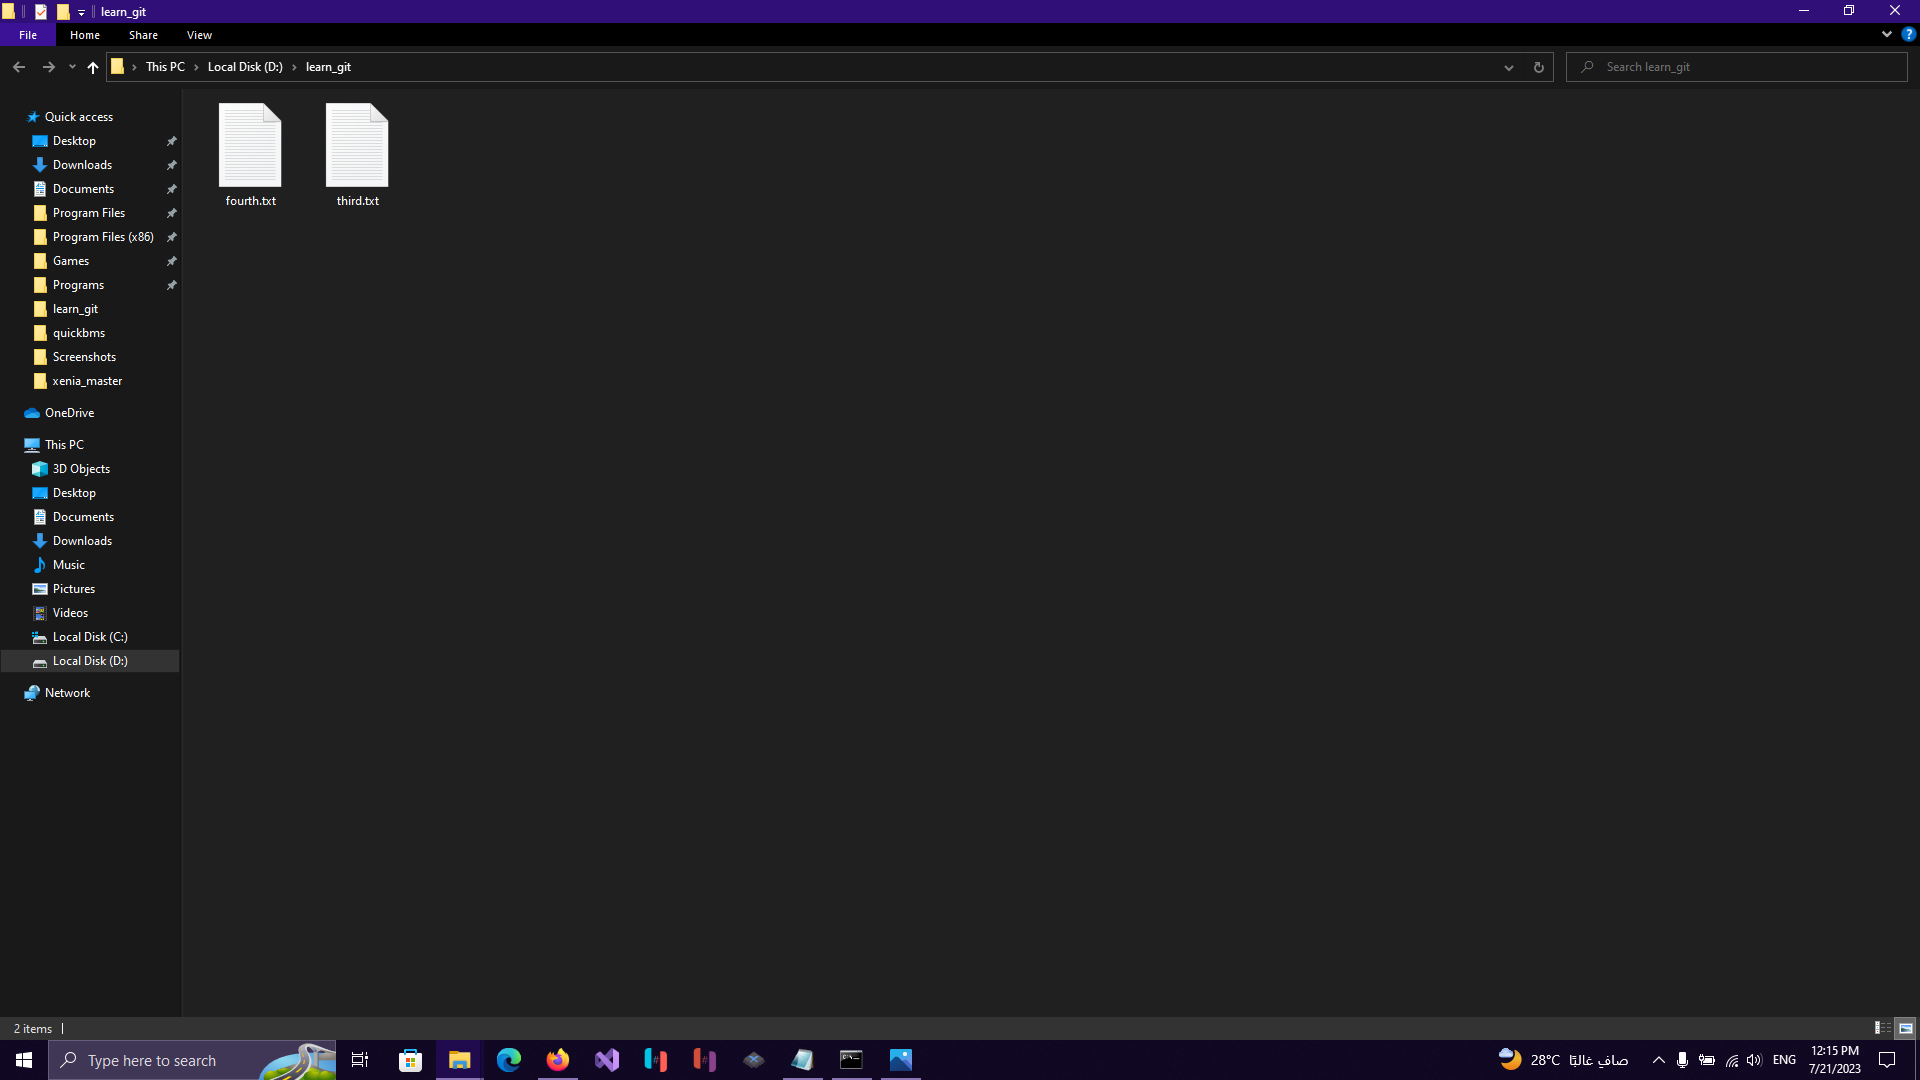 learn_git
File Home Share View
This PC Local Disk (D:) learn_git
Search learn_git
Quick access
Desktop
Downloads
Documents
Program Files
Program Files (x86)
Games
Programs
learn_git
quickbms
Screenshots
xenia_master
OneDrive
This PC
3D Objects
Desktop
Documents
Downloads
Music
Pictures
Videos
Local Disk (C:)
Local Disk (D:)
Network
fourth.txt third.txt
2 items
Type here to search
28°C صافٍ غالبًا
ENG
12:15 PM
7/21/2023